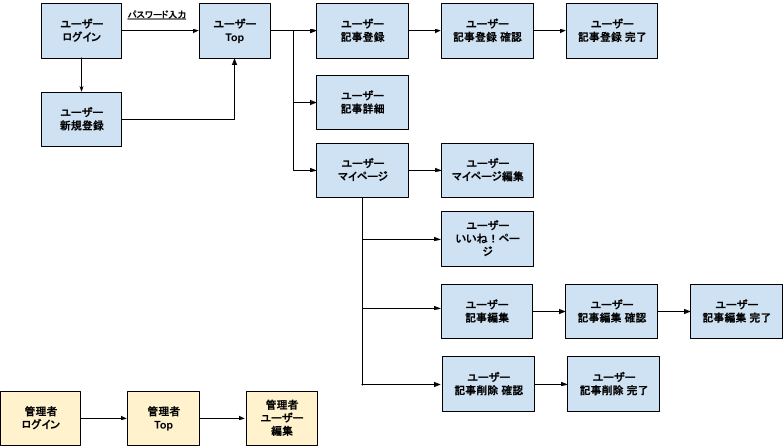 ユーザー
ログイン
パスワード入力
ユーザー
Top
ユーザー
記事登録
ユーザー
記事登録 確認
ユーザー
記事登録 完了
ユーザー
新規登録
ユーザー
記事詳細
ユーザー
マイページ
ユーザー
マイページ編集
ユーザー
いいね！ペー
ジ
ユーザー
記事編集
ユーザー
記事編集 確認
ユーザー
記事編集 完了
ユーザー
記事削除 確認
ユーザー
記事削除 完了
管理者
ログイン
管理者
Top
管理者
ユーザー
編集